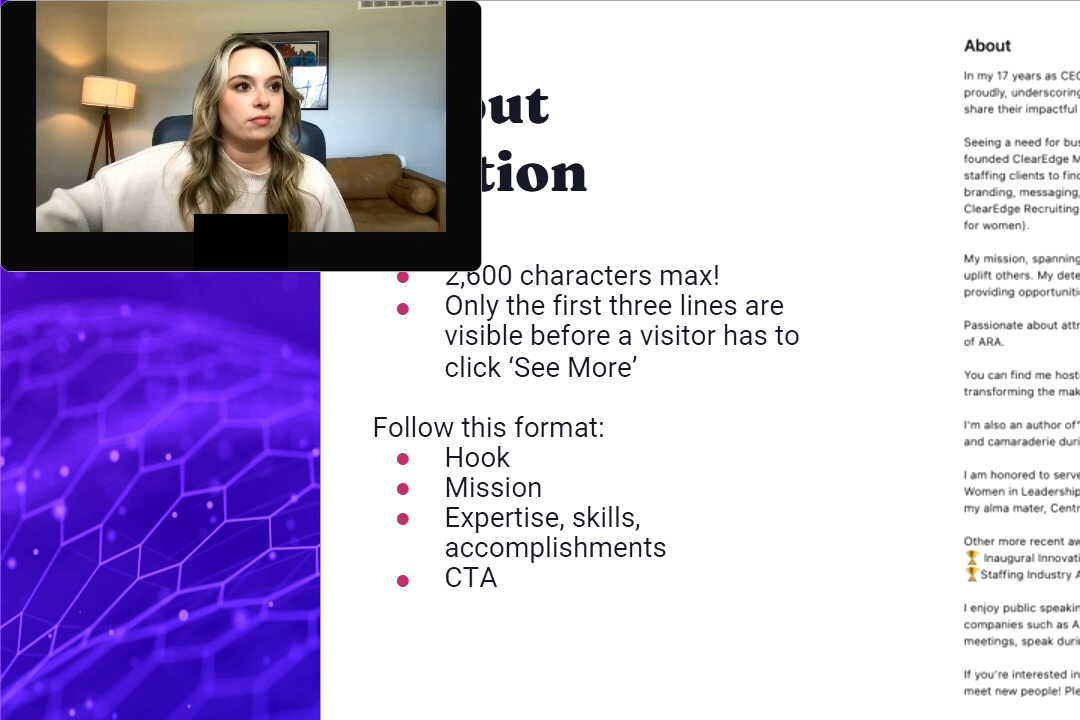 out
tion
2,600 characters max!
Only the first three lines are
visible before a visitor has to
click ‘See More’
Follow this format:
Hook
Mission
Expertise, skills,
accomplishments
CTA
About
In my 17 years as CEO
proudly, underscoring
share their impactful
Seeing a need for bus
founded ClearEdge M
staffing clients to find
branding, messaging,
ClearEdge Recruiting
for women).
My mission, spanning
uplift others. My dete
providing opportuniti
Passionate about attr
of ARA.
You can find me hosti
transforming the mak
I'm also an author of"
and camaraderie duri
I am honored to serve
Women in Leadership
my alma mater, Centr
Other more recent aw
🏆 Inaugural Innovati
🏆Staffing Industry A
I enjoy public speakin
companies such as A
meetings, speak durin
If you're interested in
meet new people! Ple